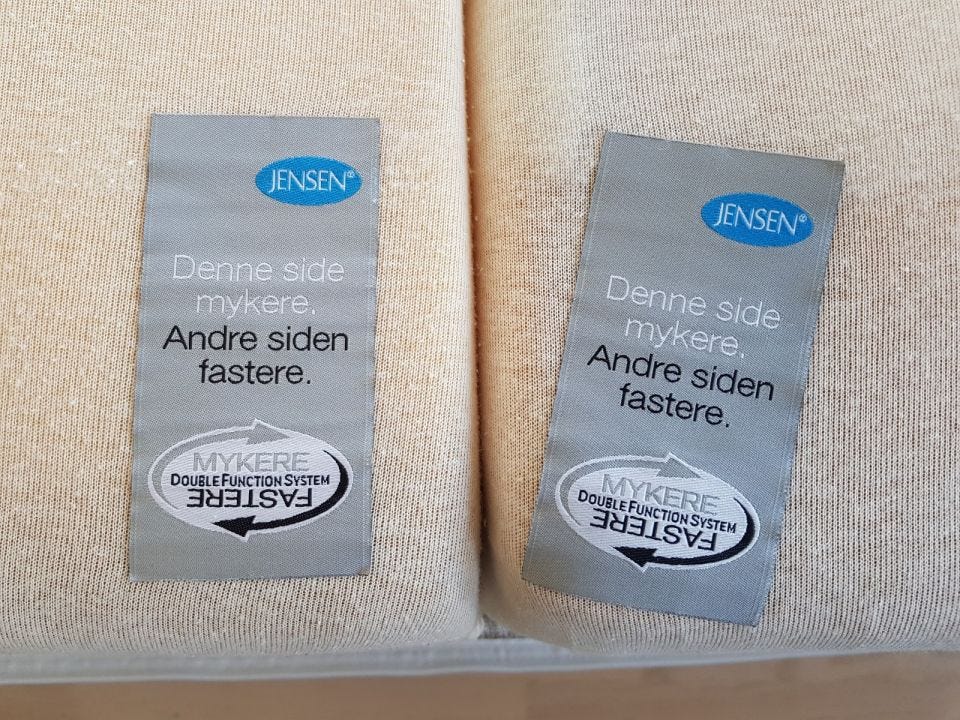 JENSEN®
Denne side
mykere.
Andre siden
fastere.
MYKERE
DOUBLE FUNCTION SYSTEM
FASTERE
JENSEN®
Denne side
mykere.
Andre siden
fastere.
MYKERE
DOUBLE FUNCTION SYSTEM
FASTERE